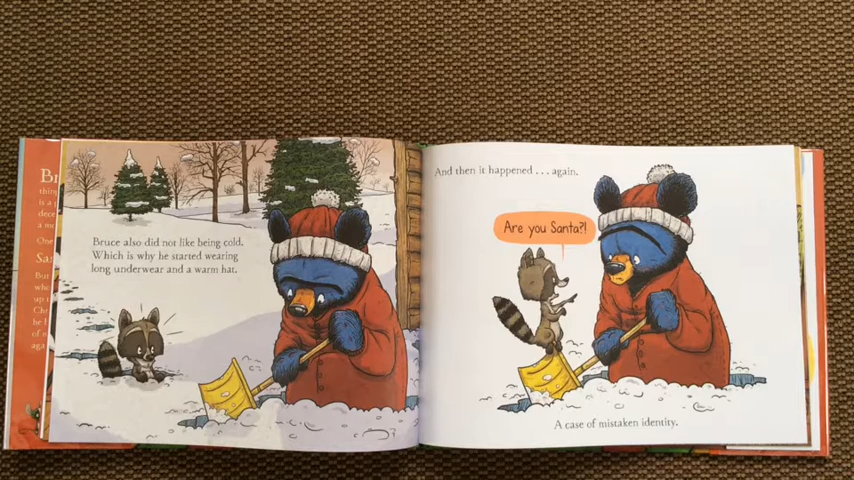 Bruce also did not like being cold.
Which is why he started wearing
long underwear and a warm hat.
And then it happened . . . again.
Are you Santa?!
A case of mistaken identity.